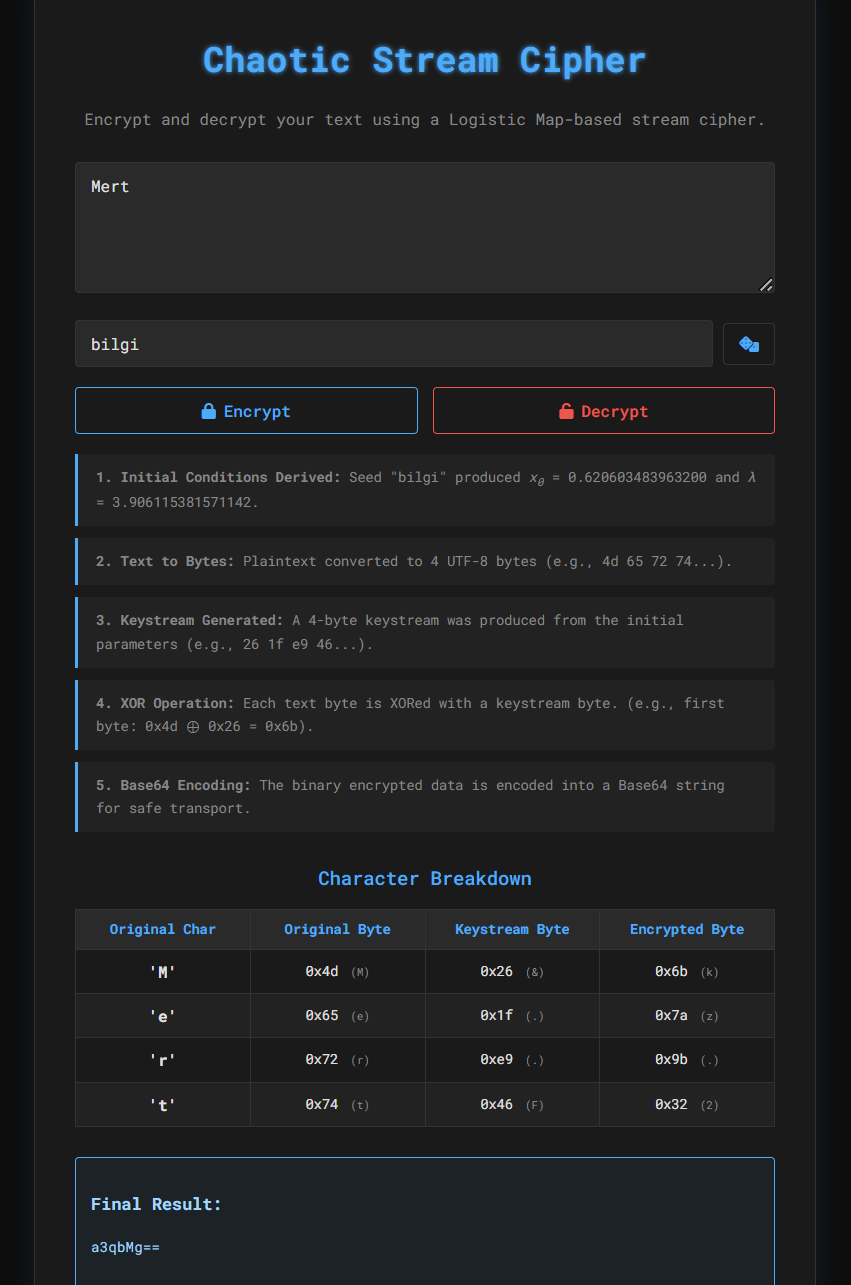 Chaotic Stream Cipher
Encrypt and decrypt your text using a Logistic Map-based stream cipher.
Mert
bilgi
Encrypt
Decrypt
1. Initial Conditions Derived: Seed "bilgi" produced x₀ = 0.620603483963200 and λ
= 3.906115381571142.
2. Text to Bytes: Plaintext converted to 4 UTF-8 bytes (e.g., 4d 65 72 74...).
3. Keystream Generated: A 4-byte keystream was produced from the initial
parameters (e.g., 26 1f e9 46...).
4. XOR Operation: Each text byte is XORed with a keystream byte. (e.g., first
byte: 0x4d ⊕ 0x26 = 0x6b).
5. Base64 Encoding: The binary encrypted data is encoded into a Base64 string
for safe transport.
Character Breakdown
Original Char Original Byte Keystream Byte Encrypted Byte
'M' 0x4d (M) 0x26 (&) 0x6b (k)
'e' 0x65 (e) 0x1f (.) 0x7a (z)
'r' 0x72 (r) 0xe9 (.) 0x9b (.)
't' 0x74 (t) 0x46 (F) 0x32 (2)
Final Result:
a3qbMg==